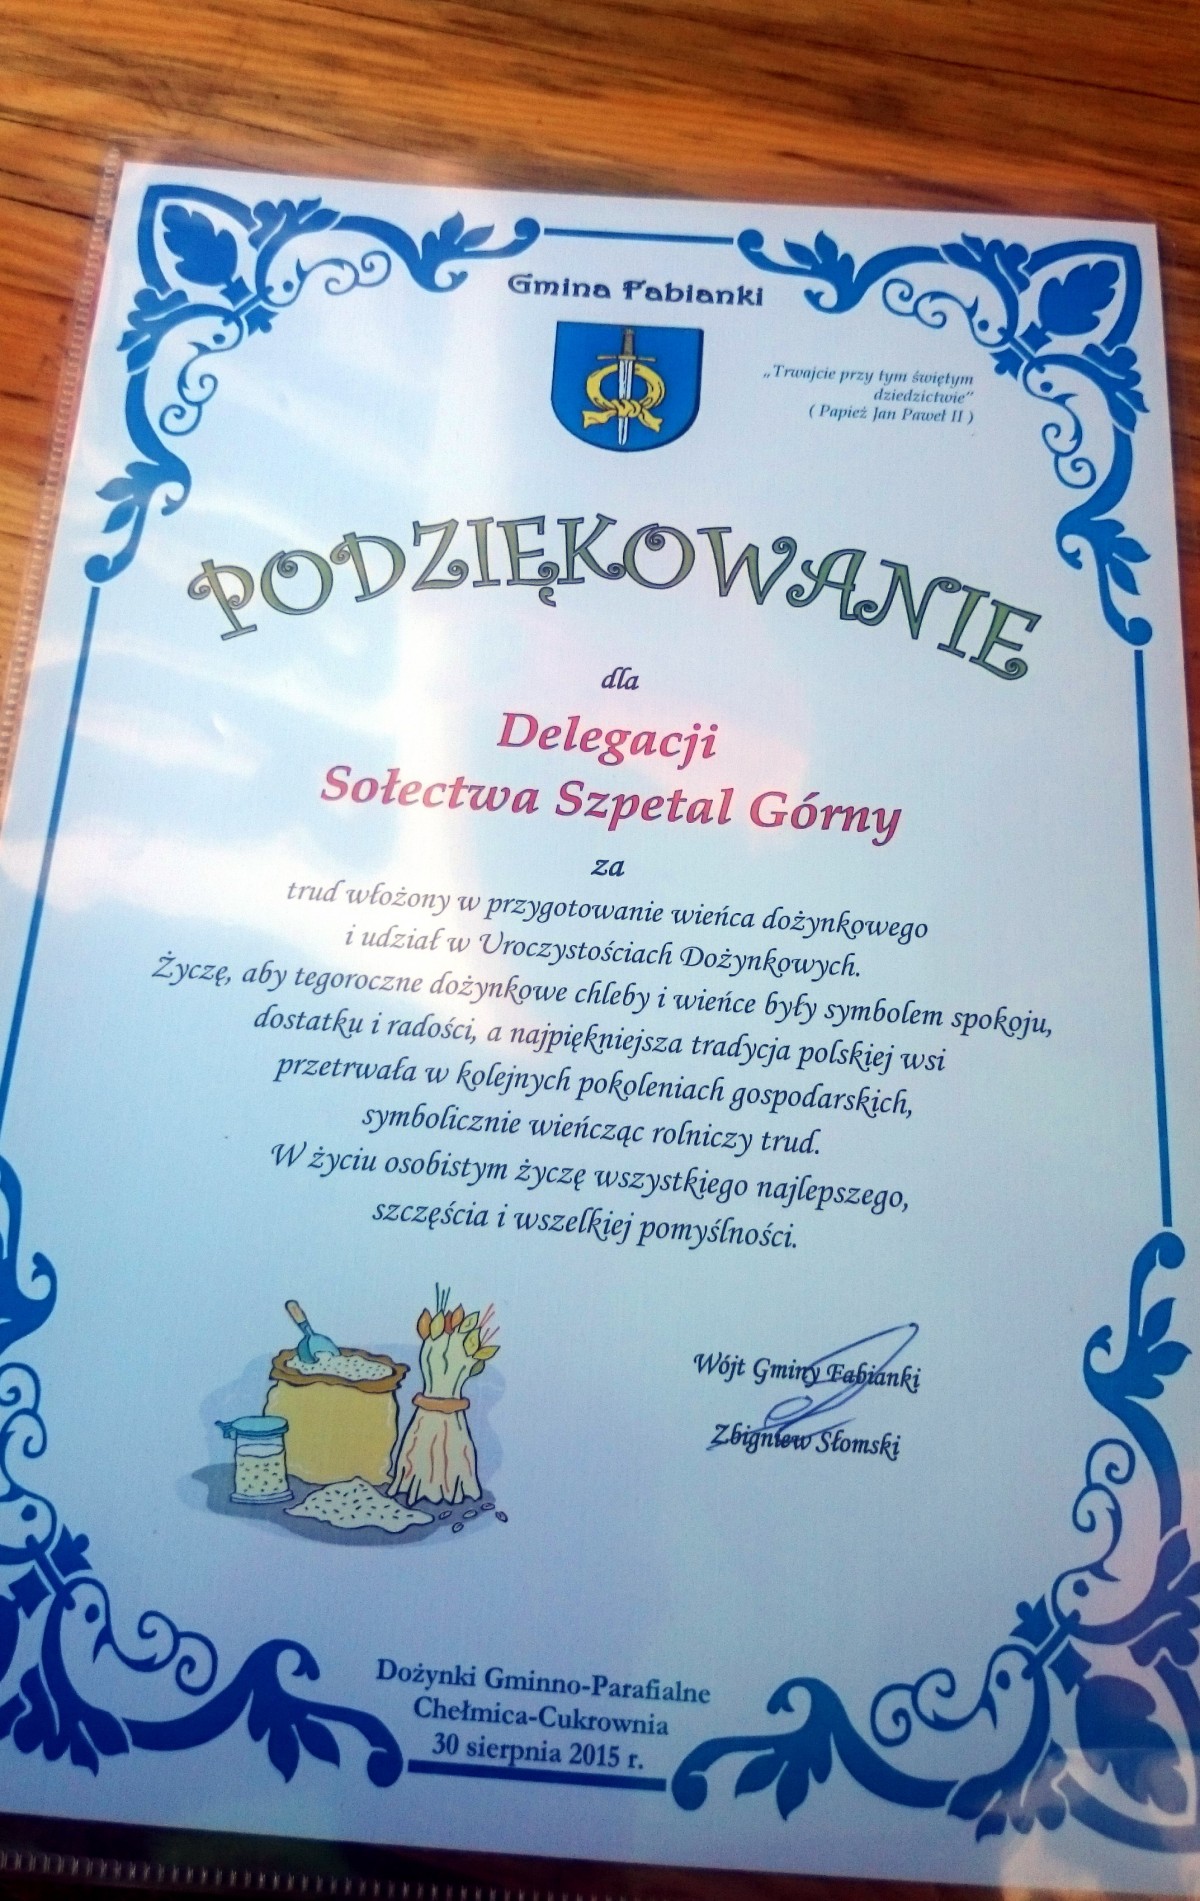 Gmina Fabianki
„Trwajcie przy tym świętym
dziedzictwie”
( Papież Jan Paweł II )
PODZIĘKOWANIE
dla
Delegacji
Sołectwa Szpetal Górny
za
trud włożony w przygotowanie wieńca dożynkowego
i udział w Uroczystościach Dożynkowych.
Życzę, aby tegoroczne dożynkowe chleby i wieńce były symbolem spokoju,
dostatku i radości, a najpiękniejsza tradycja polskiej wsi
przetrwała w kolejnych pokoleniach gospodarskich,
symbolicznie wieńcząc rolniczy trud.
W życiu osobistym życzę wszystkiego najlepszego,
szczęścia i wszelkiej pomyślności.
Wójt Gminy Fabianki
Zbigniew Słomski
Dożynki Gminno-Parafialne
Chełmica-Cukrownia
30 sierpnia 2015 r.